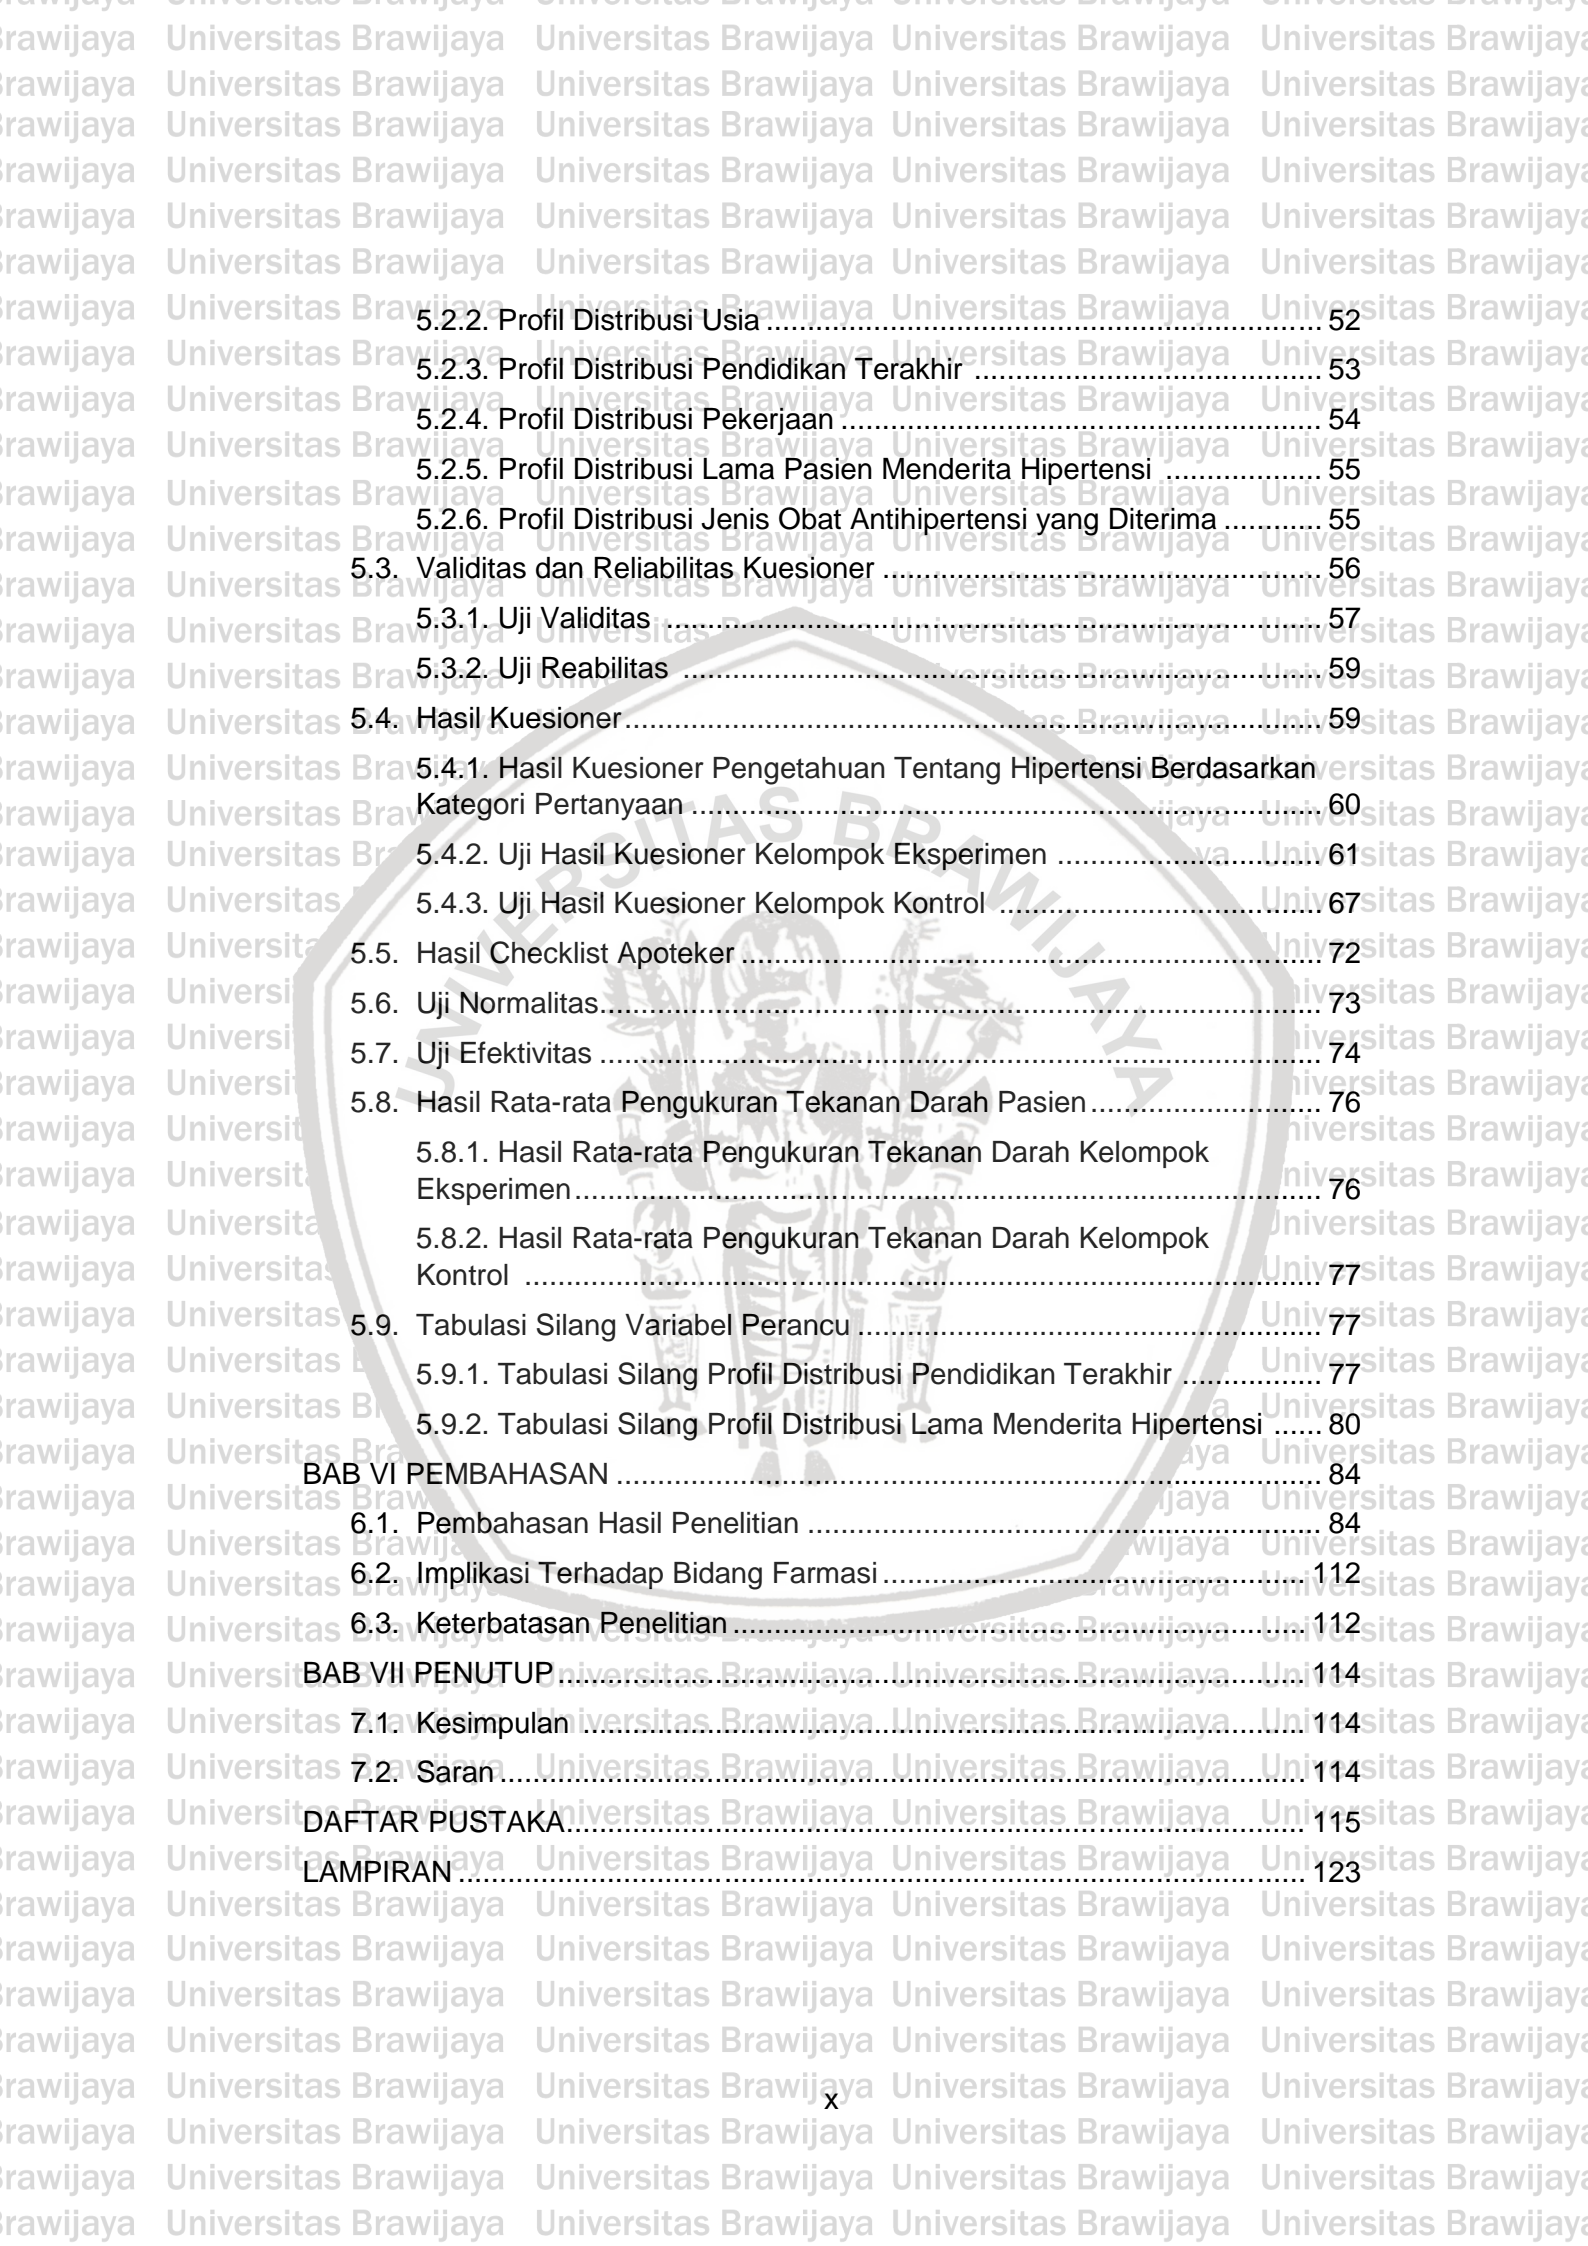 5.2.2. Profil Distribusi Usia .................................................................... 52
5.2.3. Profil Distribusi Pendidikan Terakhir .......................................... 53
5.2.4. Profil Distribusi Pekerjaan .......................................................... 54
5.2.5. Profil Distribusi Lama Pasien Menderita Hipertensi ................... 55
5.2.6. Profil Distribusi Jenis Obat Antihipertensi yang Diterima ............ 55
5.3. Validitas dan Reliabilitas Kuesioner ..................................................... 56
5.3.1. Uji Validitas ................................................................................ 57
5.3.2. Uji Reabilitas .............................................................................. 59
5.4. Hasil Kuesioner ..................................................................................... 59
5.4.1. Hasil Kuesioner Pengetahuan Tentang Hipertensi Berdasarkan
Kategori Pertanyaan ............................................................................. 60
5.4.2. Uji Hasil Kuesioner Kelompok Eksperimen ................................ 61
5.4.3. Uji Hasil Kuesioner Kelompok Kontrol ....................................... 67
5.5. Hasil Checklist Apoteker ....................................................................... 72
5.6. Uji Normalitas........................................................................................ 73
5.7. Uji Efektivitas ........................................................................................ 74
5.8. Hasil Rata-rata Pengukuran Tekanan Darah Pasien ............................ 76
5.8.1. Hasil Rata-rata Pengukuran Tekanan Darah Kelompok
Eksperimen ........................................................................................... 76
5.8.2. Hasil Rata-rata Pengukuran Tekanan Darah Kelompok
Kontrol .................................................................................................. 77
5.9. Tabulasi Silang Variabel Perancu ......................................................... 77
5.9.1. Tabulasi Silang Profil Distribusi Pendidikan Terakhir ................. 77
5.9.2. Tabulasi Silang Profil Distribusi Lama Menderita Hipertensi ...... 80
BAB VI PEMBAHASAN ...................................................................................... 84
6.1. Pembahasan Hasil Penelitian ............................................................... 84
6.2. Implikasi Terhadap Bidang Farmasi .................................................... 112
6.3. Keterbatasan Penelitian ...................................................................... 112
BAB VII PENUTUP ........................................................................................... 114
7.1. Kesimpulan ......................................................................................... 114
7.2. Saran ................................................................................................... 114
DAFTAR PUSTAKA........................................................................................... 115
LAMPIRAN ........................................................................................................ 123
UNIVERSITAS BRAWIJAYA
x